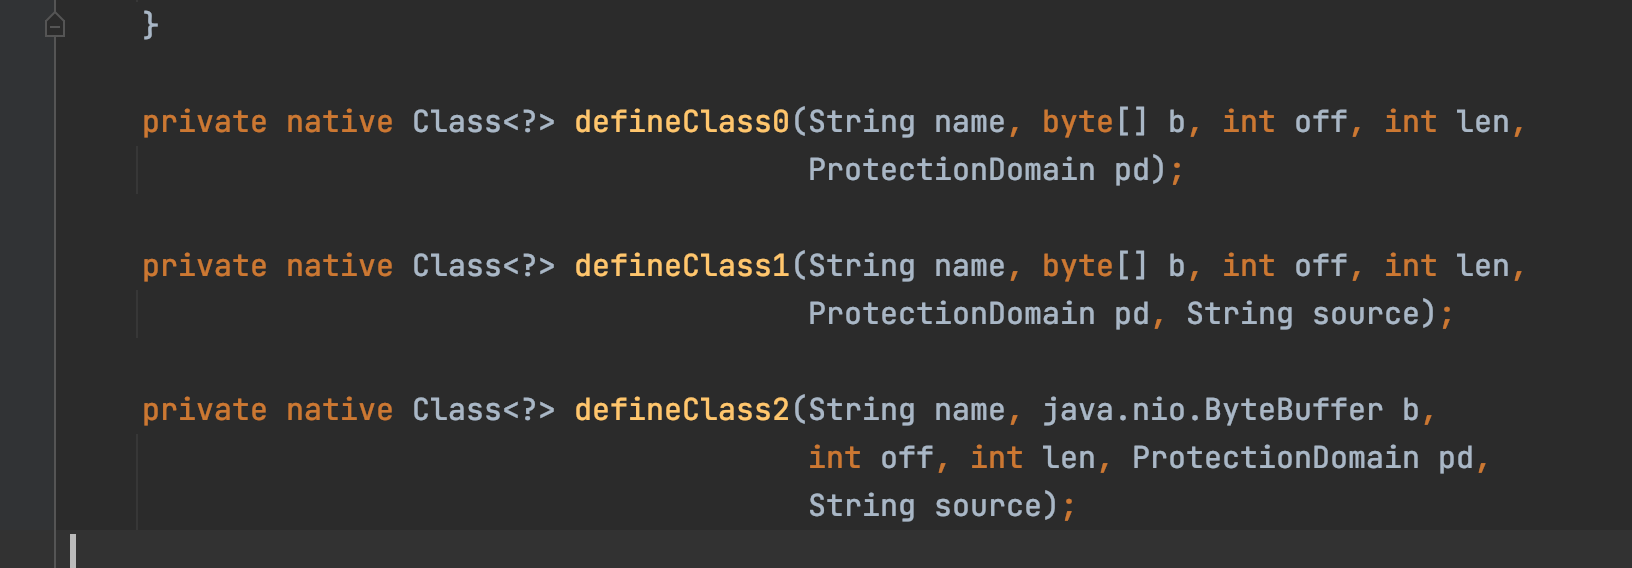 }
private native Class<?> defineClass0(String name, byte[] b, int off, int len,
ProtectionDomain pd);
private native Class<?> defineClass1(String name, byte[] b, int off, int len,
ProtectionDomain pd, String source);
private native Class<?> defineClass2(String name, java.nio.ByteBuffer b,
int off, int len, ProtectionDomain pd,
String source);